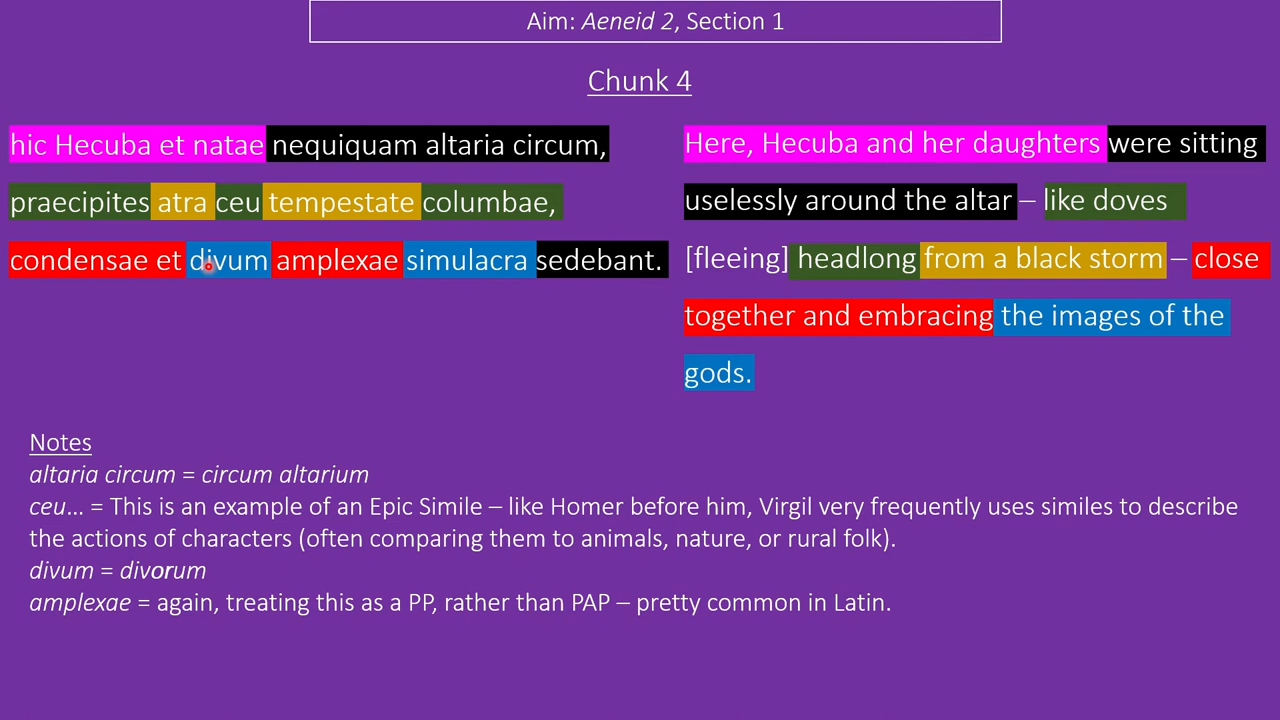 Aim: Aeneid 2, Section 1
Chunk 4
hic Hecuba et natae nequiquam altaria circum,
praecipites atra ceu tempestate columbae,
condensae et divum amplexae simulacra sedebant.
Here, Hecuba and her daughters were sitting
uselessly around the altar – like doves
[fleeing] headlong from a black storm – close
together and embracing the images of the
gods.
Notes
altaria circum = circum altarium
ceu... = This is an example of an Epic Simile – like Homer before him, Virgil very frequently uses similes to describe
the actions of characters (often comparing them to animals, nature, or rural folk).
divum = divorum
amplexae = again, treating this as a PP, rather than PAP – pretty common in Latin.